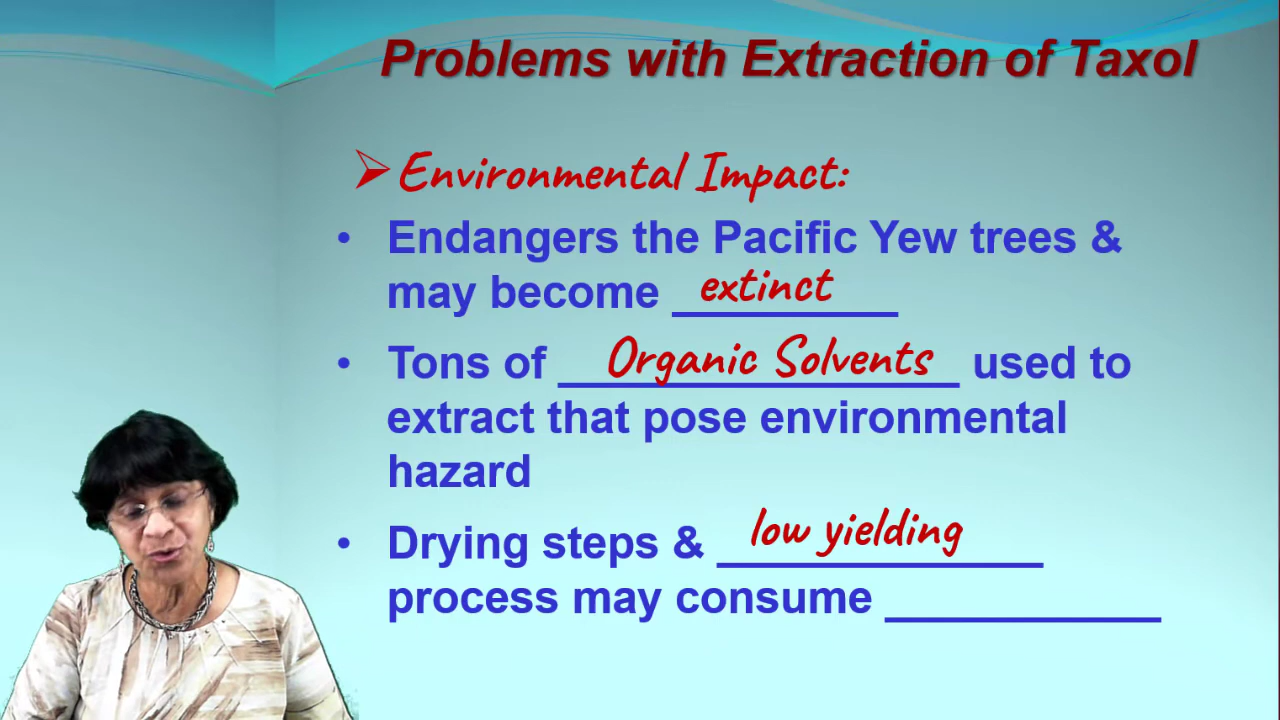 Problems with Extraction of Taxol
➢Environmental Impact:
• Endangers the Pacific Yew trees &
may become extinct
• Tons of Organic Solvents used to
extract that pose environmental
hazard
• Drying steps & low yielding
process may consume ____________